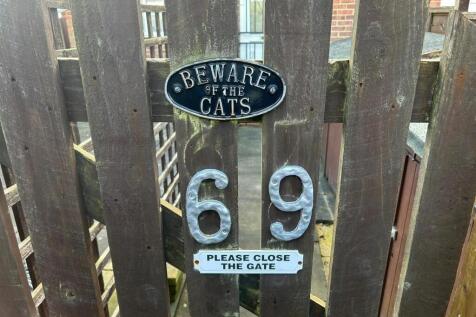 BEWARE
OF THE
CATS
69
PLEASE CLOSE
THE GATE